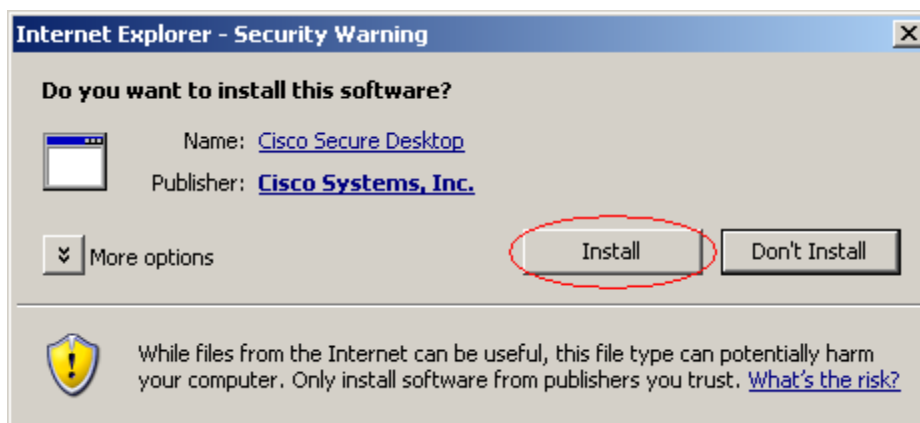 Internet Explorer - Security Warning
Do you want to install this software?
Name: Cisco Secure Desktop
Publisher: Cisco Systems, Inc.
More options
Install
Don't Install
While files from the Internet can be useful, this file type can potentially harm
your computer. Only install software from publishers you trust. What's the risk?